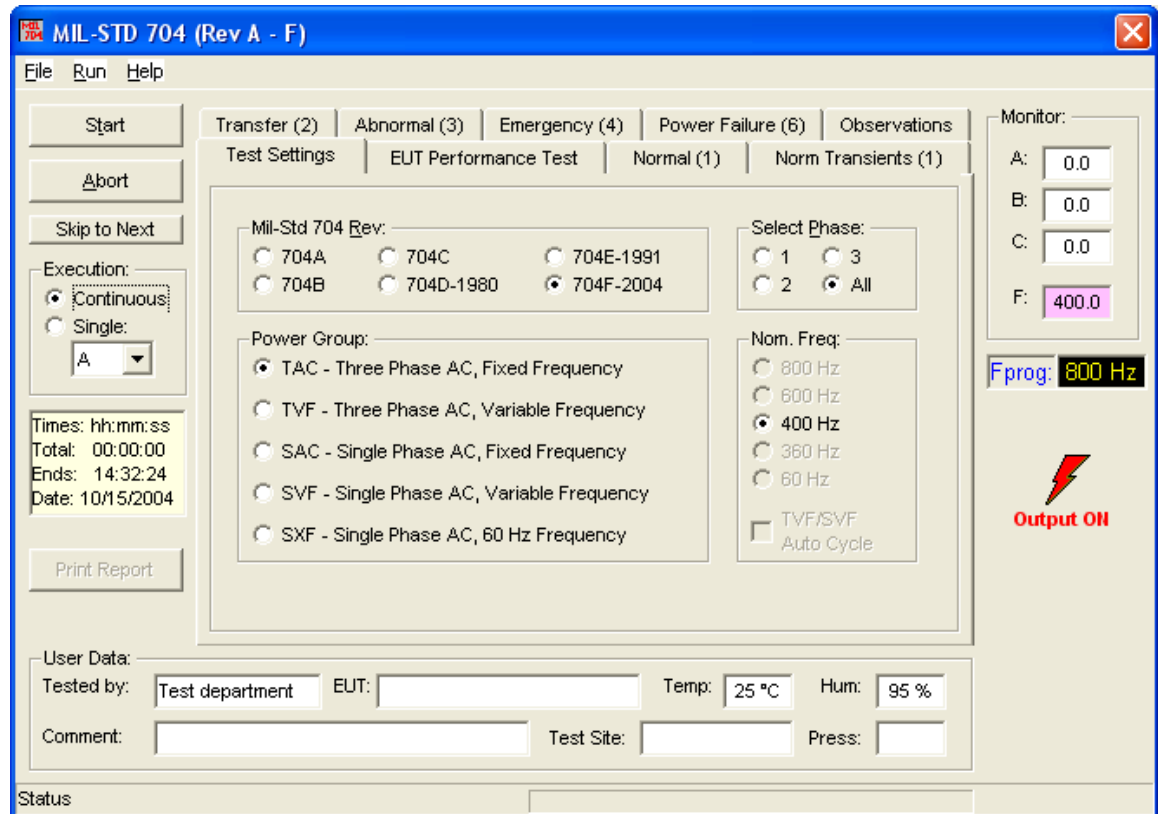 MIL 704 MIL-STD 704 (Rev A - F)
File Run Help
Start
Abort
Skip to Next
Execution:
Continuous
Single:
A
Times: hh:mm:ss
Total: 00:00:00
Ends: 14:32:24
Date: 10/15/2004
Print Report
Transfer (2) Abnormal (3) Emergency (4) Power Failure (6) Observations
Test Settings EUT Performance Test Normal (1) Norm Transients (1)
Mil-Std 704 Rev:
704A 704C 704E-1991
704B 704D-1980 704F-2004
Select Phase:
1 3
2 All
Power Group:
TAC - Three Phase AC, Fixed Frequency
TVF - Three Phase AC, Variable Frequency
SAC - Single Phase AC, Fixed Frequency
SVF - Single Phase AC, Variable Frequency
SXF - Single Phase AC, 60 Hz Frequency
Nom. Freq:
800 Hz
600 Hz
400 Hz
360 Hz
60 Hz
TVF/SVF
Auto Cycle
Monitor:
A: 0.0
B: 0.0
C: 0.0
F: 400.0
Fprog: 800 Hz
Output ON
User Data:
Tested by: Test department EUT: Temp: 25 °C Hum: 95 %
Comment: Test Site: Press:
Status